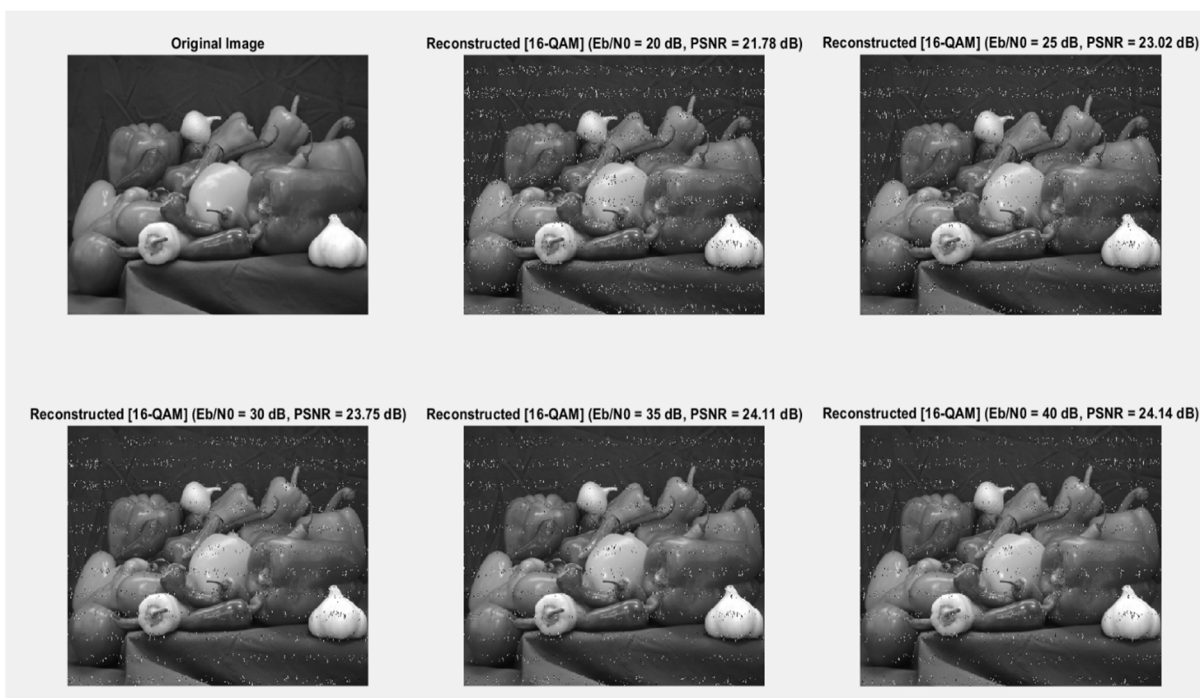 Original Image
Reconstructed [16-QAM] (Eb/N0 = 20 dB, PSNR = 21.78 dB)
Reconstructed [16-QAM] (Eb/N0 = 25 dB, PSNR = 23.02 dB)
Reconstructed [16-QAM] (Eb/N0 = 30 dB, PSNR = 23.75 dB)
Reconstructed [16-QAM] (Eb/N0 = 35 dB, PSNR = 24.11 dB)
Reconstructed [16-QAM] (Eb/N0 = 40 dB, PSNR = 24.14 dB)